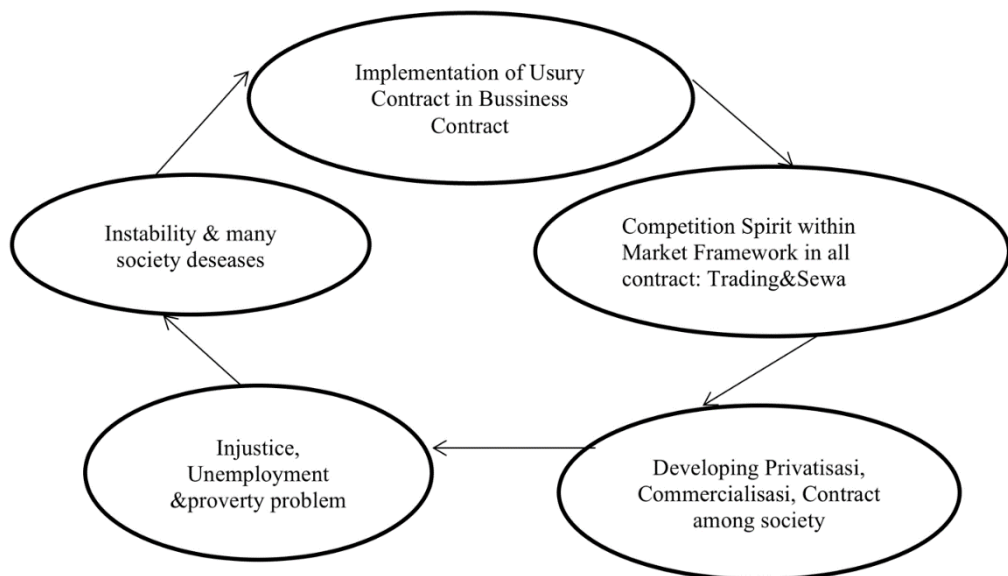 Implementation of Usury
Contract in Bussiness
Contract
Competition Spirit within
Market Framework in all
contract: Trading&Sewa
Developing Privatisasi,
Commercialisasi, Contract
among society
Injustice,
Unemployment
&proverty problem
Instability & many
society deseases